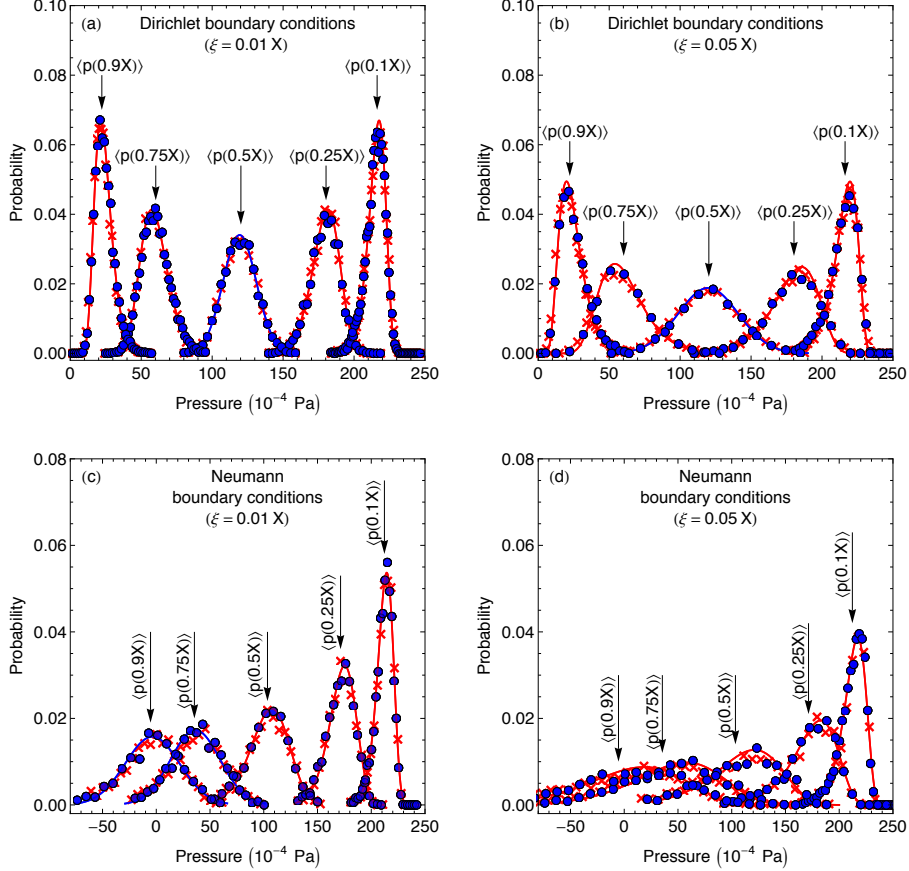 (a) Dirichlet boundary conditions
(ξ = 0.01 X)
⟨p(0.9X)⟩
⟨p(0.1X)⟩
⟨p(0.75X)⟩
⟨p(0.5X)⟩
⟨p(0.25X)⟩
Probability
0.10
0.08
0.06
0.04
0.02
0.00
0 50 100 150 200 250
Pressure (10⁻⁴ Pa)
(b) Dirichlet boundary conditions
(ξ = 0.05 X)
⟨p(0.9X)⟩
⟨p(0.1X)⟩
⟨p(0.75X)⟩
⟨p(0.5X)⟩
⟨p(0.25X)⟩
Probability
0.10
0.08
0.06
0.04
0.02
0.00
0 50 100 150 200 250
Pressure (10⁻⁴ Pa)
(c) Neumann
boundary conditions
(ξ = 0.01 X)
⟨p(0.9X)⟩
⟨p(0.75X)⟩
⟨p(0.5X)⟩
⟨p(0.25X)⟩
⟨p(0.1X)⟩
Probability
0.08
0.06
0.04
0.02
0.00
−50 0 50 100 150 200 250
Pressure (10⁻⁴ Pa)
(d) Neumann
boundary conditions
(ξ = 0.05 X)
⟨p(0.9X)⟩
⟨p(0.75X)⟩
⟨p(0.5X)⟩
⟨p(0.25X)⟩
⟨p(0.1X)⟩
Probability
0.08
0.06
0.04
0.02
0.00
−50 0 50 100 150 200 250
Pressure (10⁻⁴ Pa)